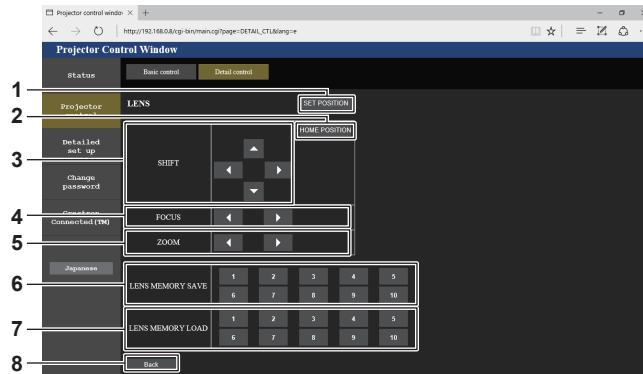 Projector control window
http://192.168.0.8/cgi-bin/main.cgi?page=DETAIL_CTL&lang=e
Projector Control Window
Status
Basic control
Detail control
1
Projector
control
LENS
SET POSITION
2
HOME POSITION
Detailed
set up
3
SHIFT
Change
password
4
Crestron
Connected(TM)
FOCUS
5
ZOOM
Japanese
6
LENS MEMORY SAVE
1 2 3 4 5
6 7 8 9 10
7
LENS MEMORY LOAD
1 2 3 4 5
6 7 8 9 10
8
Back